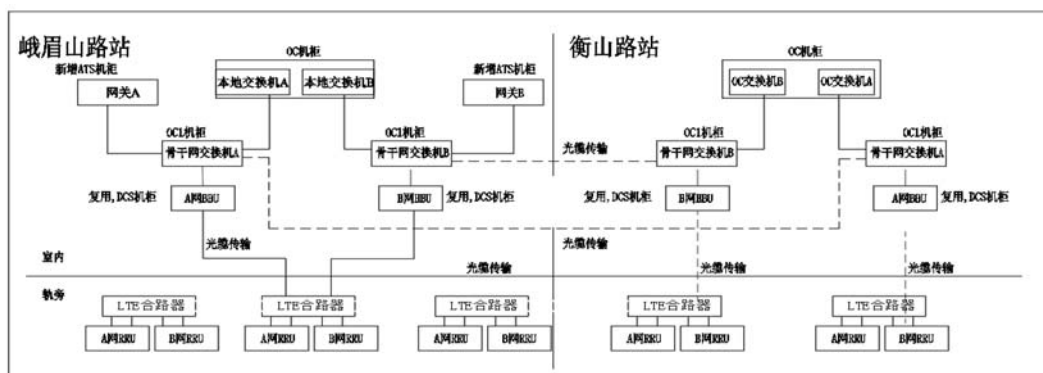 峨眉山路站
衡山路站
OC机柜
OC机柜
新增ATS机柜
新增ATS机柜
本地交换机A
本地交换机B
OC交换机B
OC交换机A
网关A
网关B
OC1机柜
OC1机柜
OC1机柜
OC1机柜
骨干网交换机A
骨干网交换机B
光缆传输
骨干网交换机B
骨干网交换机A
复用,DCS机柜
A网BBU
B网BBU
复用,DCS机柜
复用,DCS机柜
B网BBU
A网BBU
复用,DCS机柜
光缆传输
光缆传输
室内
光缆传输
光缆传输
光缆传输
轨旁
LTE合路器
LTE合路器
LTE合路器
LTE合路器
LTE合路器
A网RRU
B网RRU
A网RRU
B网RRU
A网RRU
B网RRU
A网RRU
B网RRU
A网RRU
B网RRU